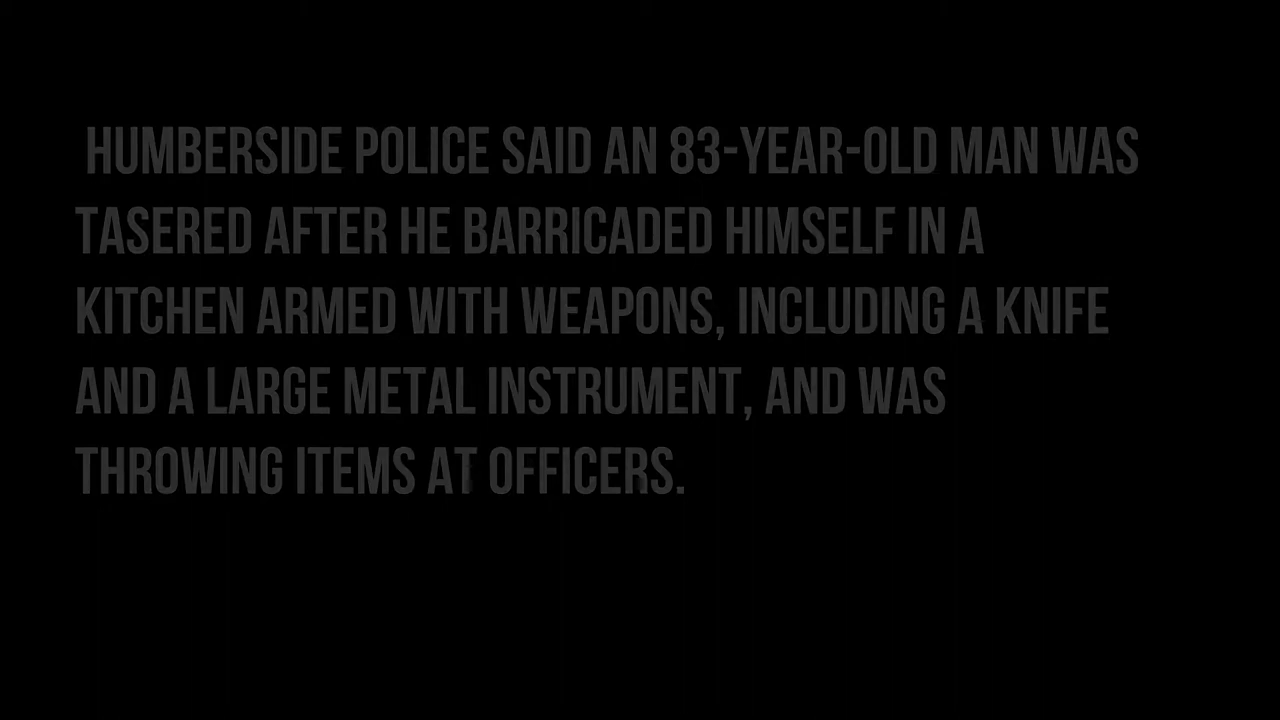 HUMBERSIDE POLICE SAID AN 83-YEAR-OLD MAN WAS
TASERED AFTER HE BARRICADED HIMSELF IN A
KITCHEN ARMED WITH WEAPONS, INCLUDING A KNIFE
AND A LARGE METAL INSTRUMENT, AND WAS
THROWING ITEMS AT OFFICERS.